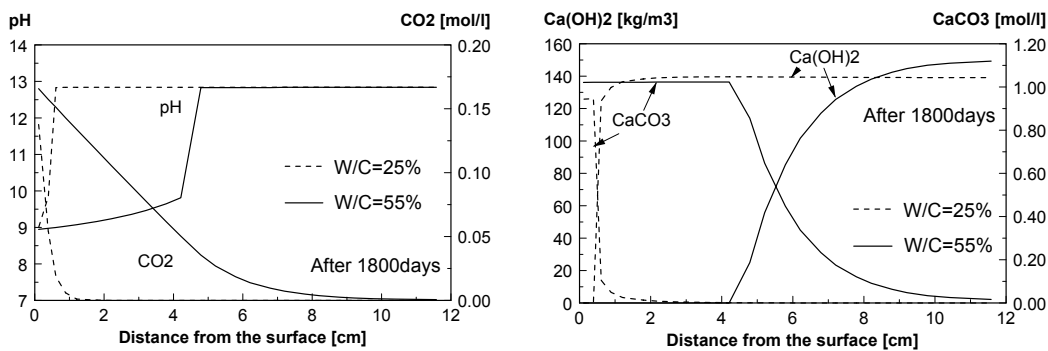 pH
CO2 [mol/l]
14
13
12
11
10
9
8
7
0.20
0.15
0.10
0.05
0.00
pH
W/C=25%
W/C=55%
CO2
After 1800days
0 2 4 6 8 10 12
Distance from the surface [cm]
Ca(OH)2 [kg/m3]
CaCO3 [mol/l]
160
140
120
100
80
60
40
20
0
1.20
1.00
0.80
0.60
0.40
0.20
0.00
Ca(OH)2
CaCO3
After 1800days
W/C=25%
W/C=55%
0 2 4 6 8 10 12
Distance from the surface [cm]